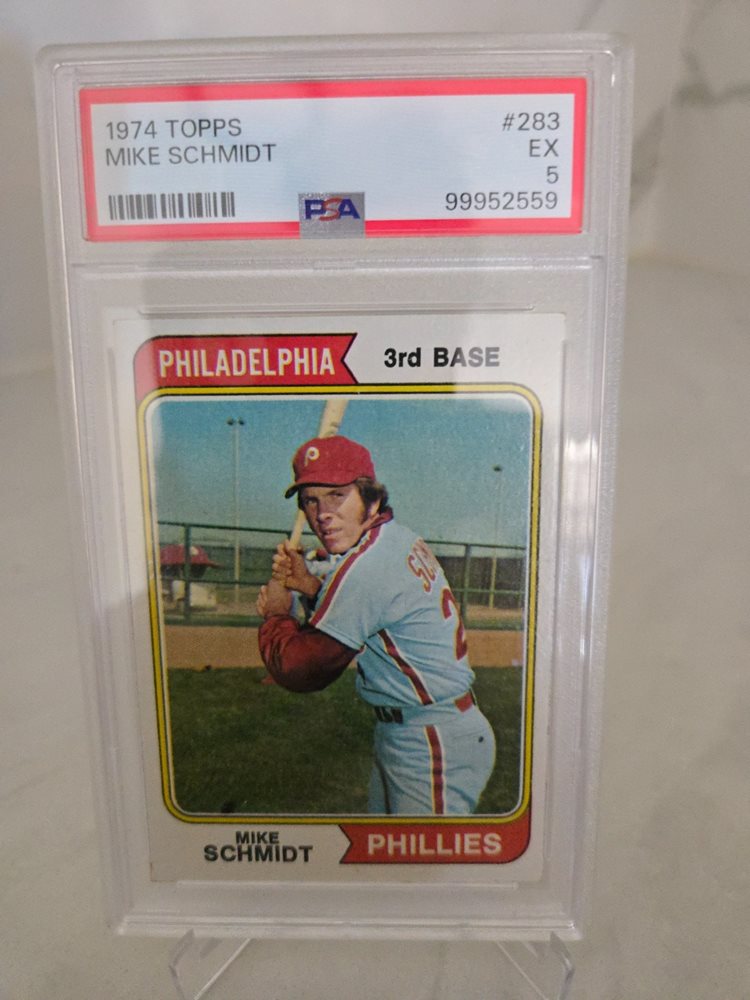 1974 TOPPS #283
MIKE SCHMIDT EX
5
PSA 99952559
PHILADELPHIA 3rd BASE
P
MIKE
SCHMIDT
PHILLIES